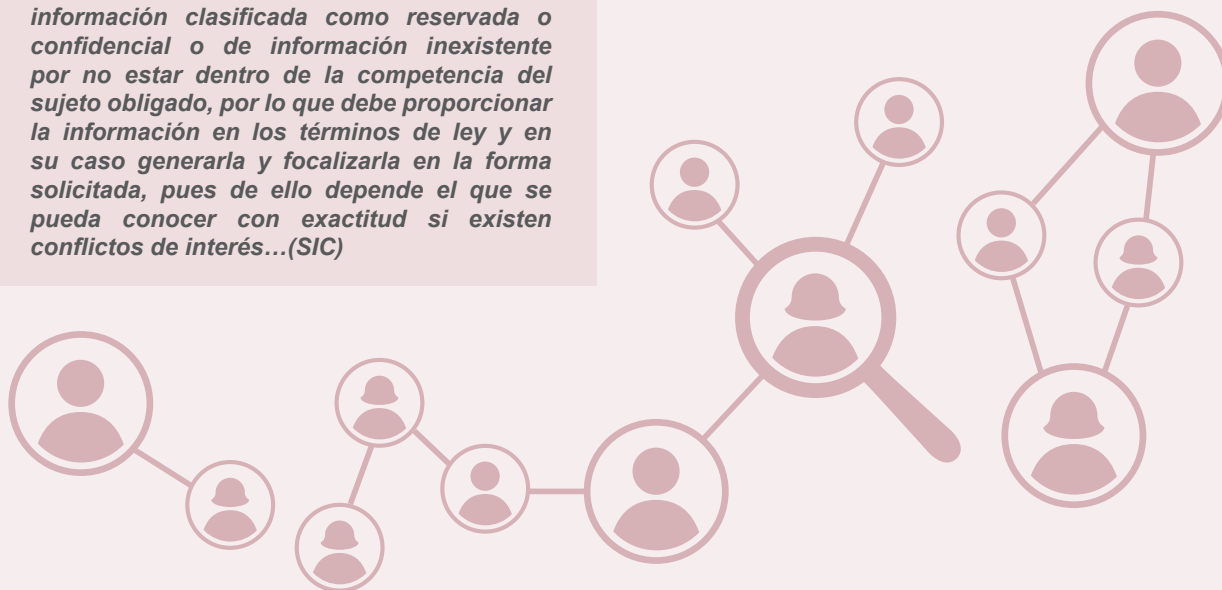 información clasificada como reservada o
confidencial o de información inexistente
por no estar dentro de la competencia del
sujeto obligado, por lo que debe proporcionar
la información en los términos de ley y en
su caso generarla y focalizarla en la forma
solicitada, pues de ello depende el que se
pueda conocer con exactitud si existen
conflictos de interés…(SIC)